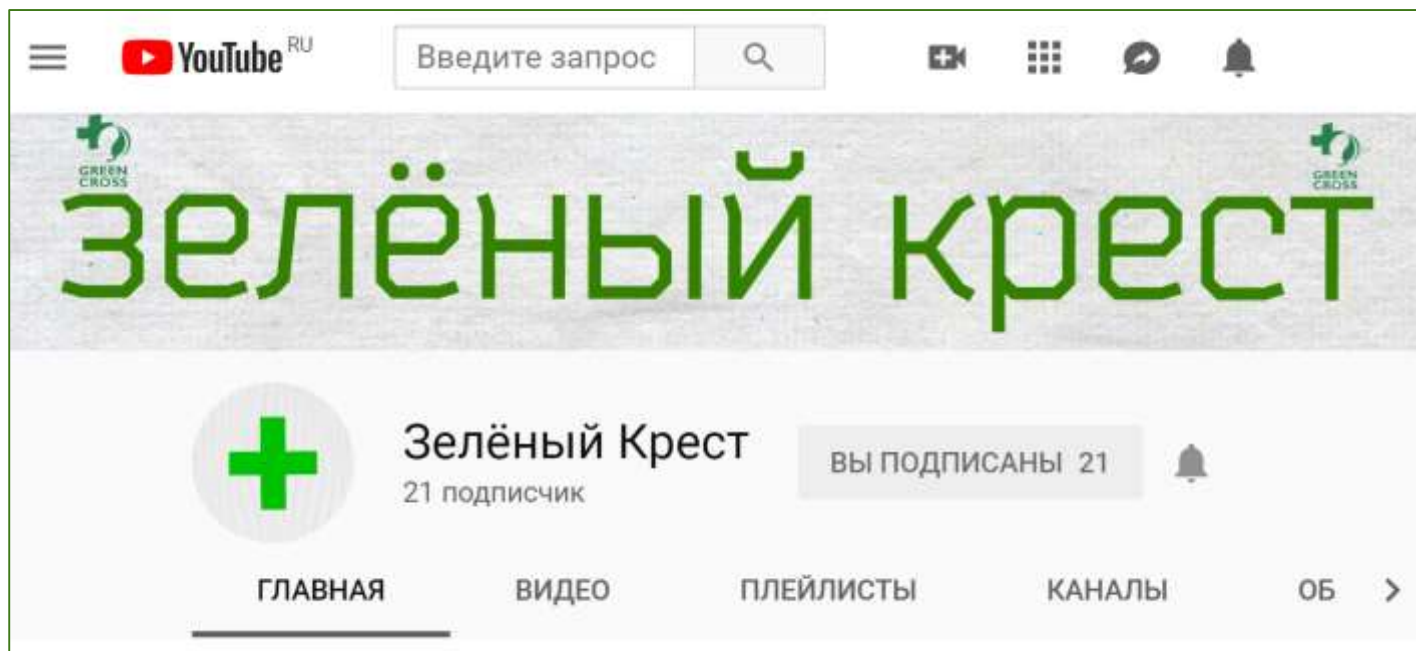 YouTube RU
Введите запрос
GREEN
CROSS
GREEN
CROSS
зелёный крест
Зелёный Крест
21 подписчик
ВЫ ПОДПИСАНЫ 21
ГЛАВНАЯ ВИДЕО ПЛЕЙЛИСТЫ КАНАЛЫ ОБ